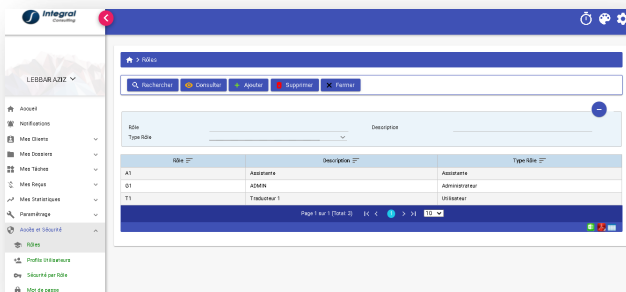 Integral
Consulting
LEBBAR AZIZ
Accueil
Notifications
Mes Clients
Mes Dossiers
Mes Tâches
Mes Reçus
Mes Statistiques
Paramétrage
Accès et Sécurité
Rôles
Profils Utilisateurs
Sécurité par Rôle
Mot de passe
> Rôles
Rechercher Consulter Ajouter Supprimer Fermer
Rôle Description
Type Rôle
Rôle Description Type Rôle
A1 Assistante Assistante
G1 ADMIN Administrateur
T1 Traducteur 1 Utilisateur
Page 1 sur 1 (Total: 3) 1 10